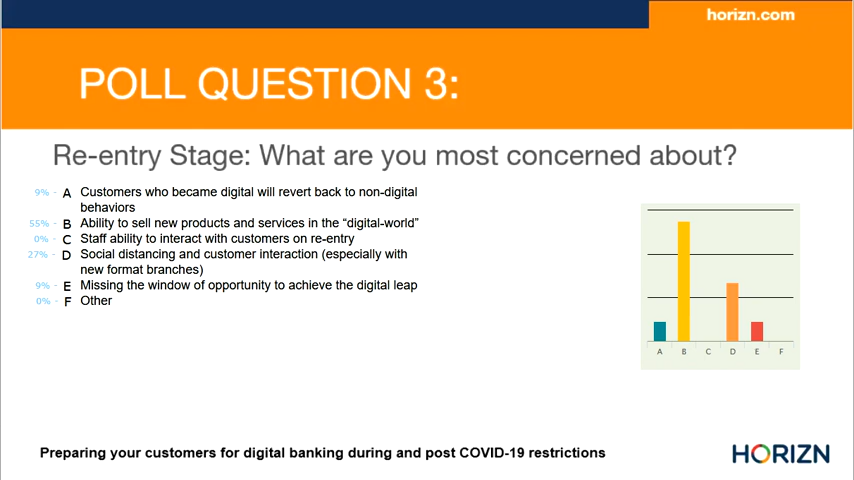 horizn.com
POLL QUESTION 3:
Re-entry Stage: What are you most concerned about?
9% - A Customers who became digital will revert back to non-digital
behaviors
55% - B Ability to sell new products and services in the “digital-world”
0% - C Staff ability to interact with customers on re-entry
27% - D Social distancing and customer interaction (especially with
new format branches)
9% - E Missing the window of opportunity to achieve the digital leap
0% - F Other
A B C D E F
Preparing your customers for digital banking during and post COVID-19 restrictions
HORIZN